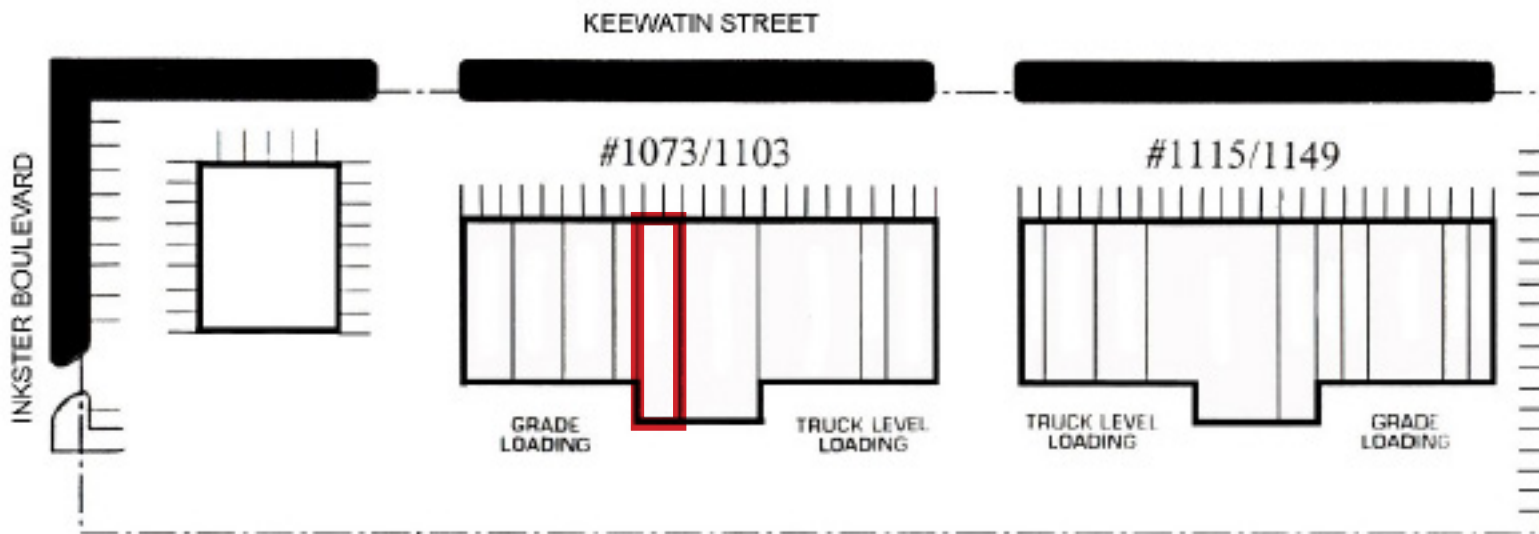 KEEWATIN STREET
INKSTER BOULEVARD
#1073/1103
#1115/1149
GRADE
LOADING
TRUCK LEVEL
LOADING
TRUCK LEVEL
LOADING
GRADE
LOADING